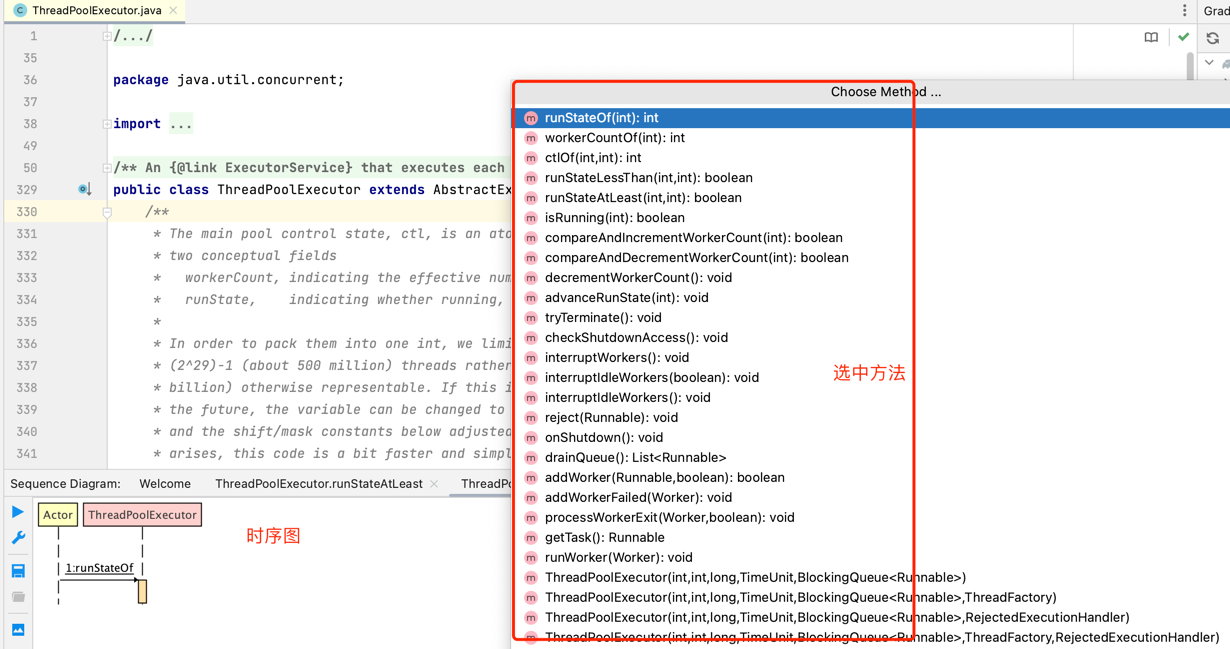 ThreadPoolExecutor.java
Grad
1 /.../
35
36 package java.util.concurrent;
37
38 import ...
49
50 /** An {@link ExecutorService} that executes each
329 public class ThreadPoolExecutor extends AbstractEx
330 /**
331 * The main pool control state, ctl, is an ato
332 * two conceptual fields
333 * workerCount, indicating the effective num
334 * runState, indicating whether running,
335 *
336 * In order to pack them into one int, we limi
337 * (2^29)-1 (about 500 million) threads rather
338 * billion) otherwise representable. If this i
339 * the future, the variable can be changed to
340 * and the shift/mask constants below adjusted
341 * arises, this code is a bit faster and simpl
Choose Method ...
runStateOf(int): int
workerCountOf(int): int
ctlOf(int,int): int
runStateLessThan(int,int): boolean
runStateAtLeast(int,int): boolean
isRunning(int): boolean
compareAndIncrementWorkerCount(int): boolean
compareAndDecrementWorkerCount(int): boolean
decrementWorkerCount(): void
advanceRunState(int): void
tryTerminate(): void
checkShutdownAccess(): void
interruptWorkers(): void
interruptIdleWorkers(boolean): void
interruptIdleWorkers(): void
reject(Runnable): void
onShutdown(): void
drainQueue(): List<Runnable>
addWorker(Runnable,boolean): boolean
addWorkerFailed(Worker): void
processWorkerExit(Worker,boolean): void
getTask(): Runnable
runWorker(Worker): void
ThreadPoolExecutor(int,int,long,TimeUnit,BlockingQueue<Runnable>)
ThreadPoolExecutor(int,int,long,TimeUnit,BlockingQueue<Runnable>,ThreadFactory)
ThreadPoolExecutor(int,int,long,TimeUnit,BlockingQueue<Runnable>,RejectedExecutionHandler)
ThreadPoolExecutor(int,int,long,TimeUnit,BlockingQueue<Runnable>,ThreadFactory,RejectedExecutionHandler)
选中方法
Sequence Diagram: Welcome ThreadPoolExecutor.runStateAtLeast ThreadPo
Actor ThreadPoolExecutor
时序图
1:runStateOf